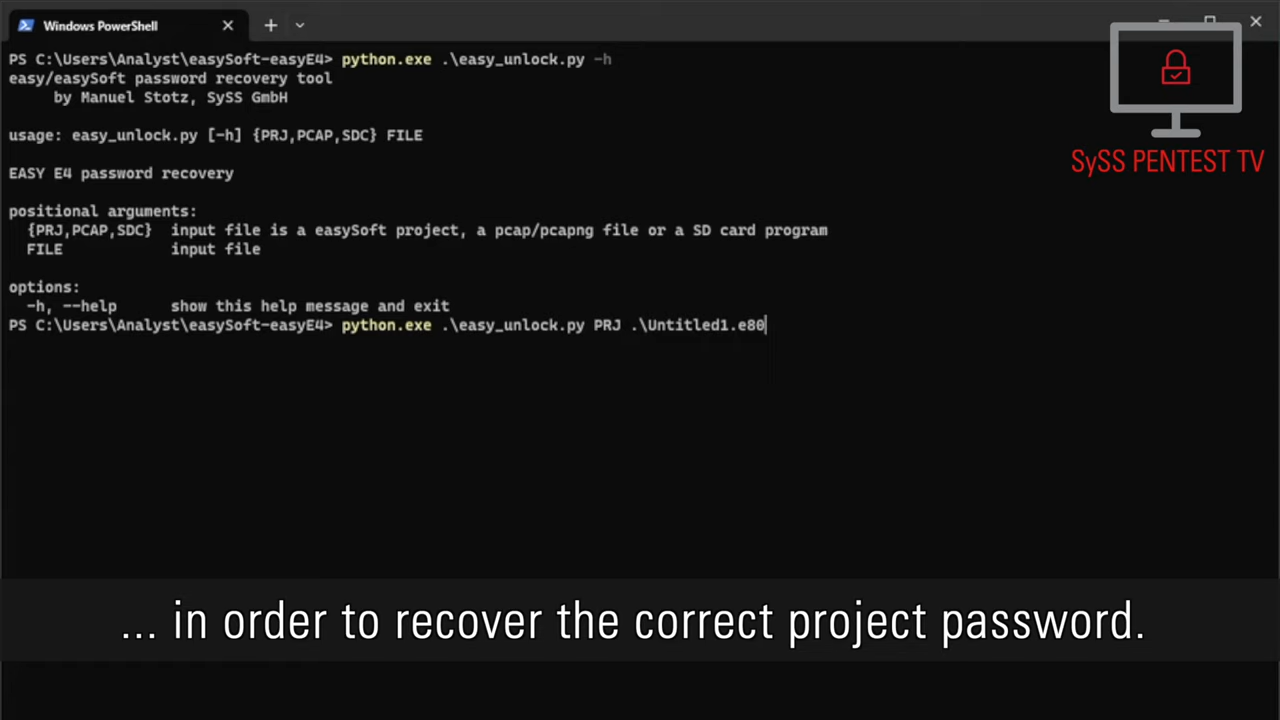 Windows PowerShell
PS C:\Users\Analyst\easySoft-easyE4> python.exe .\easy_unlock.py -h
easy/easySoft password recovery tool
     by Manuel Stotz, SySS GmbH
usage: easy_unlock.py [-h] {PRJ,PCAP,SDC} FILE
EASY E4 password recovery
positional arguments:
  {PRJ,PCAP,SDC}  input file is a easySoft project, a pcap/pcapng file or a SD card program
  FILE            input file
options:
  -h, --help      show this help message and exit
PS C:\Users\Analyst\easySoft-easyE4> python.exe .\easy_unlock.py PRJ .\Untitled1.e80
SySS PENTEST TV
... in order to recover the correct project password.